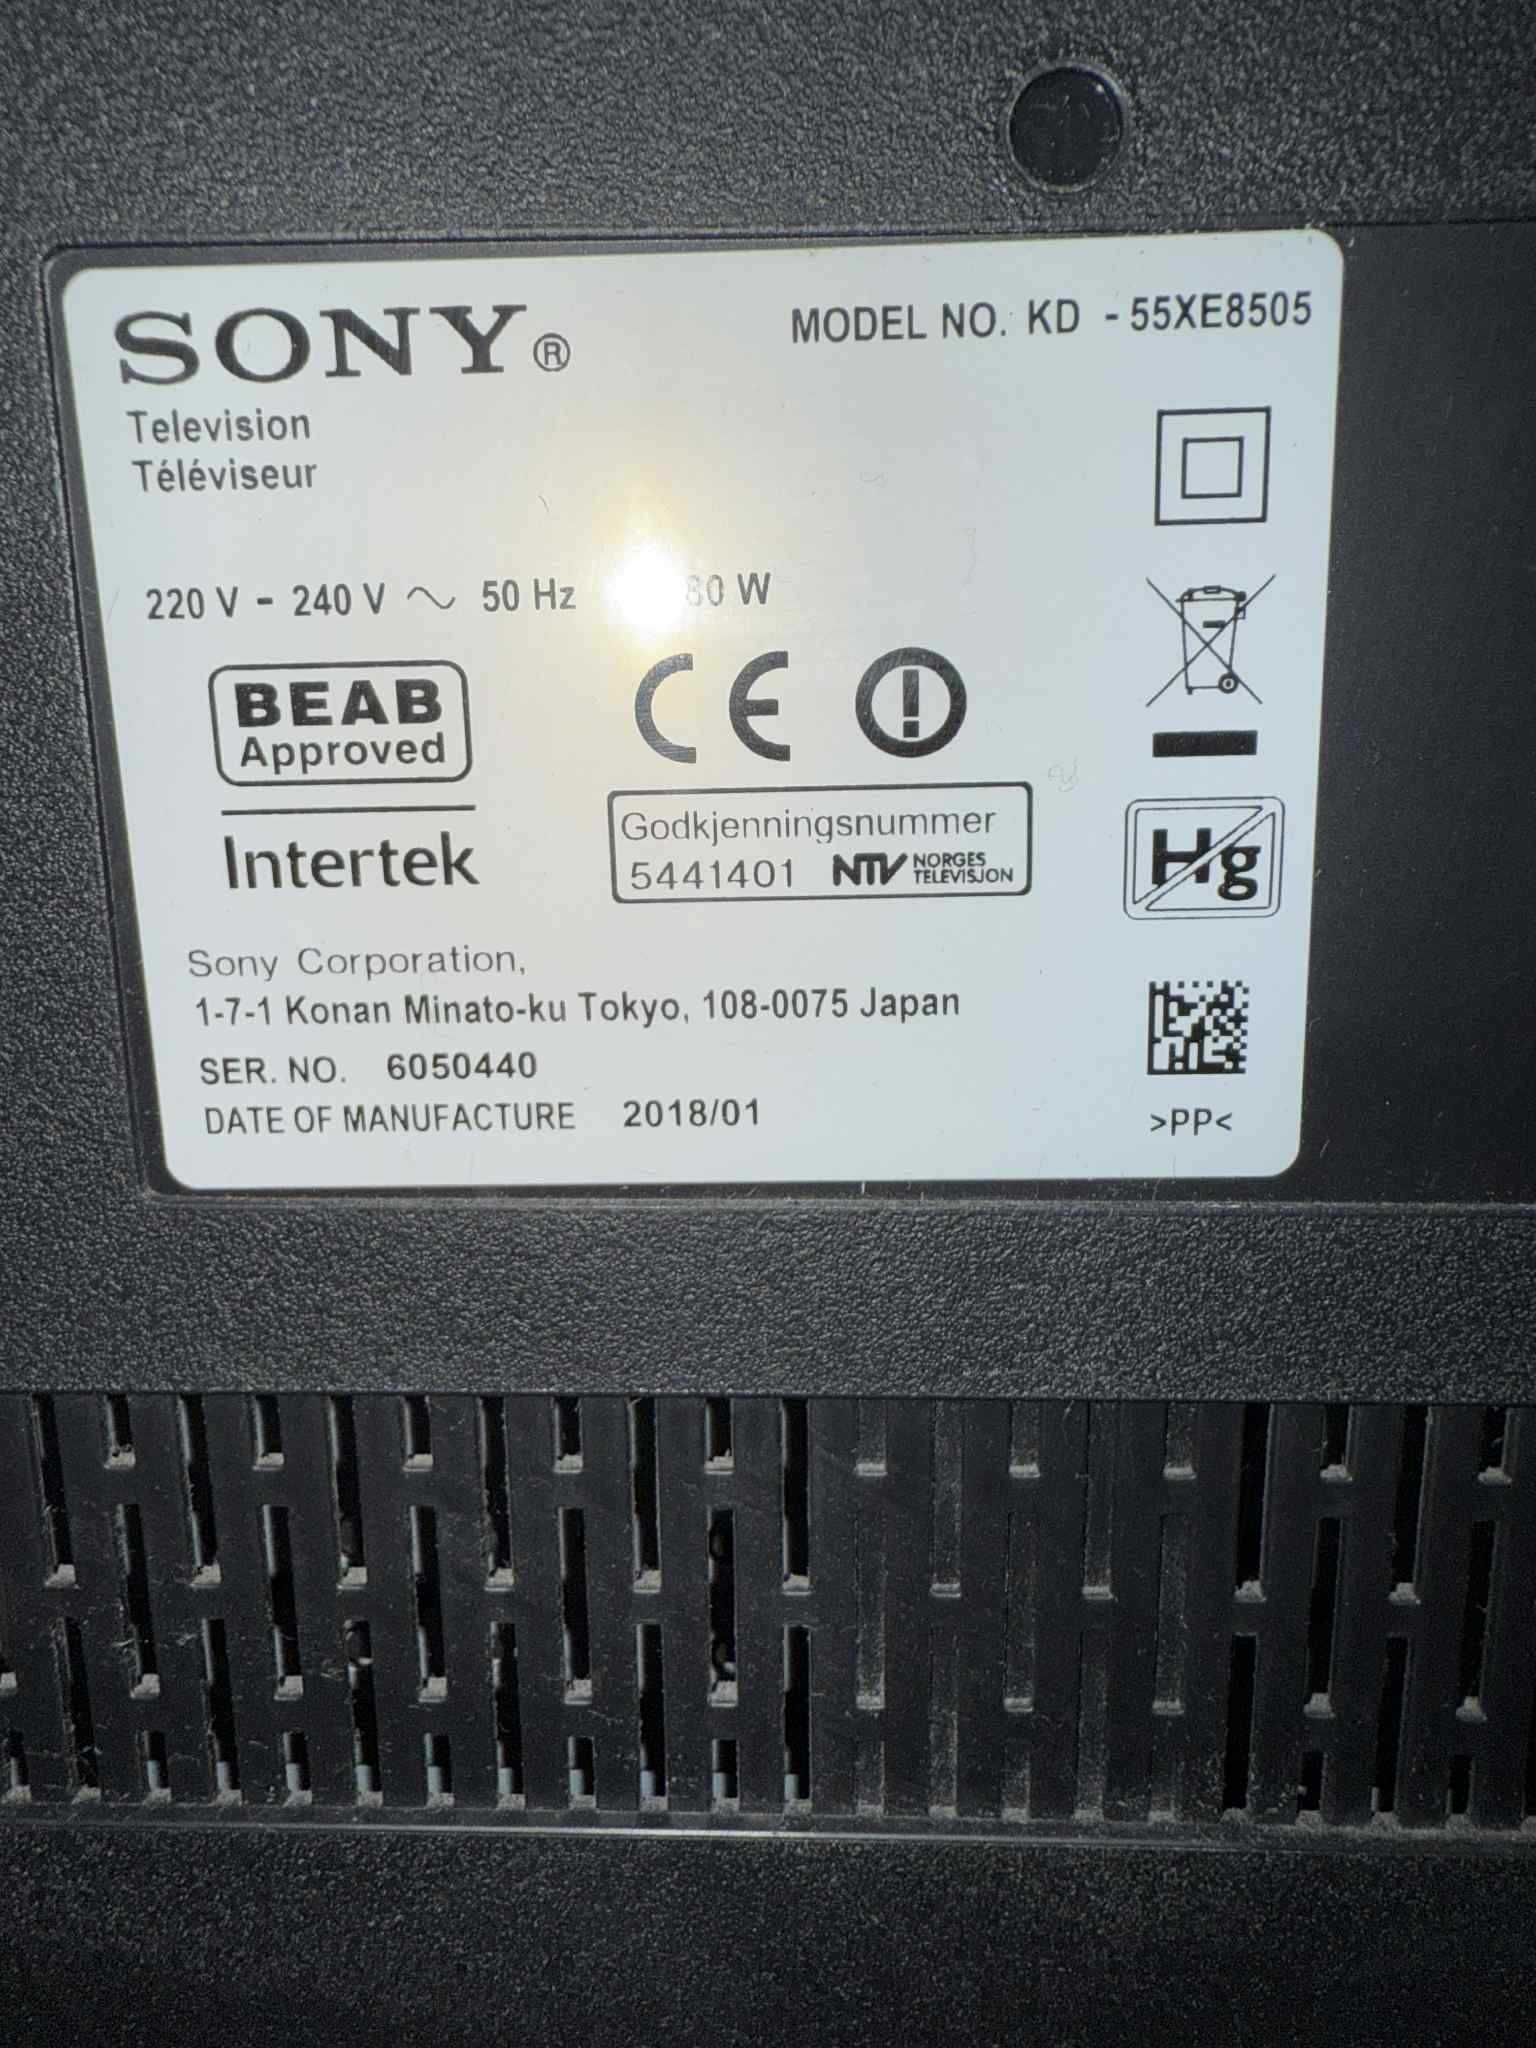 SONY®
MODEL NO. KD - 55XE8505
Television
Téléviseur
220 V - 240 V ~ 50 Hz W
BEAB
Approved
CE
Intertek
Godkjenningsnummer
5441401 NTV NORGES TELEVISJON
Hg
Sony Corporation,
1-7-1 Konan Minato-ku Tokyo, 108-0075 Japan
SER. NO. 6050440
DATE OF MANUFACTURE 2018/01
>PP<